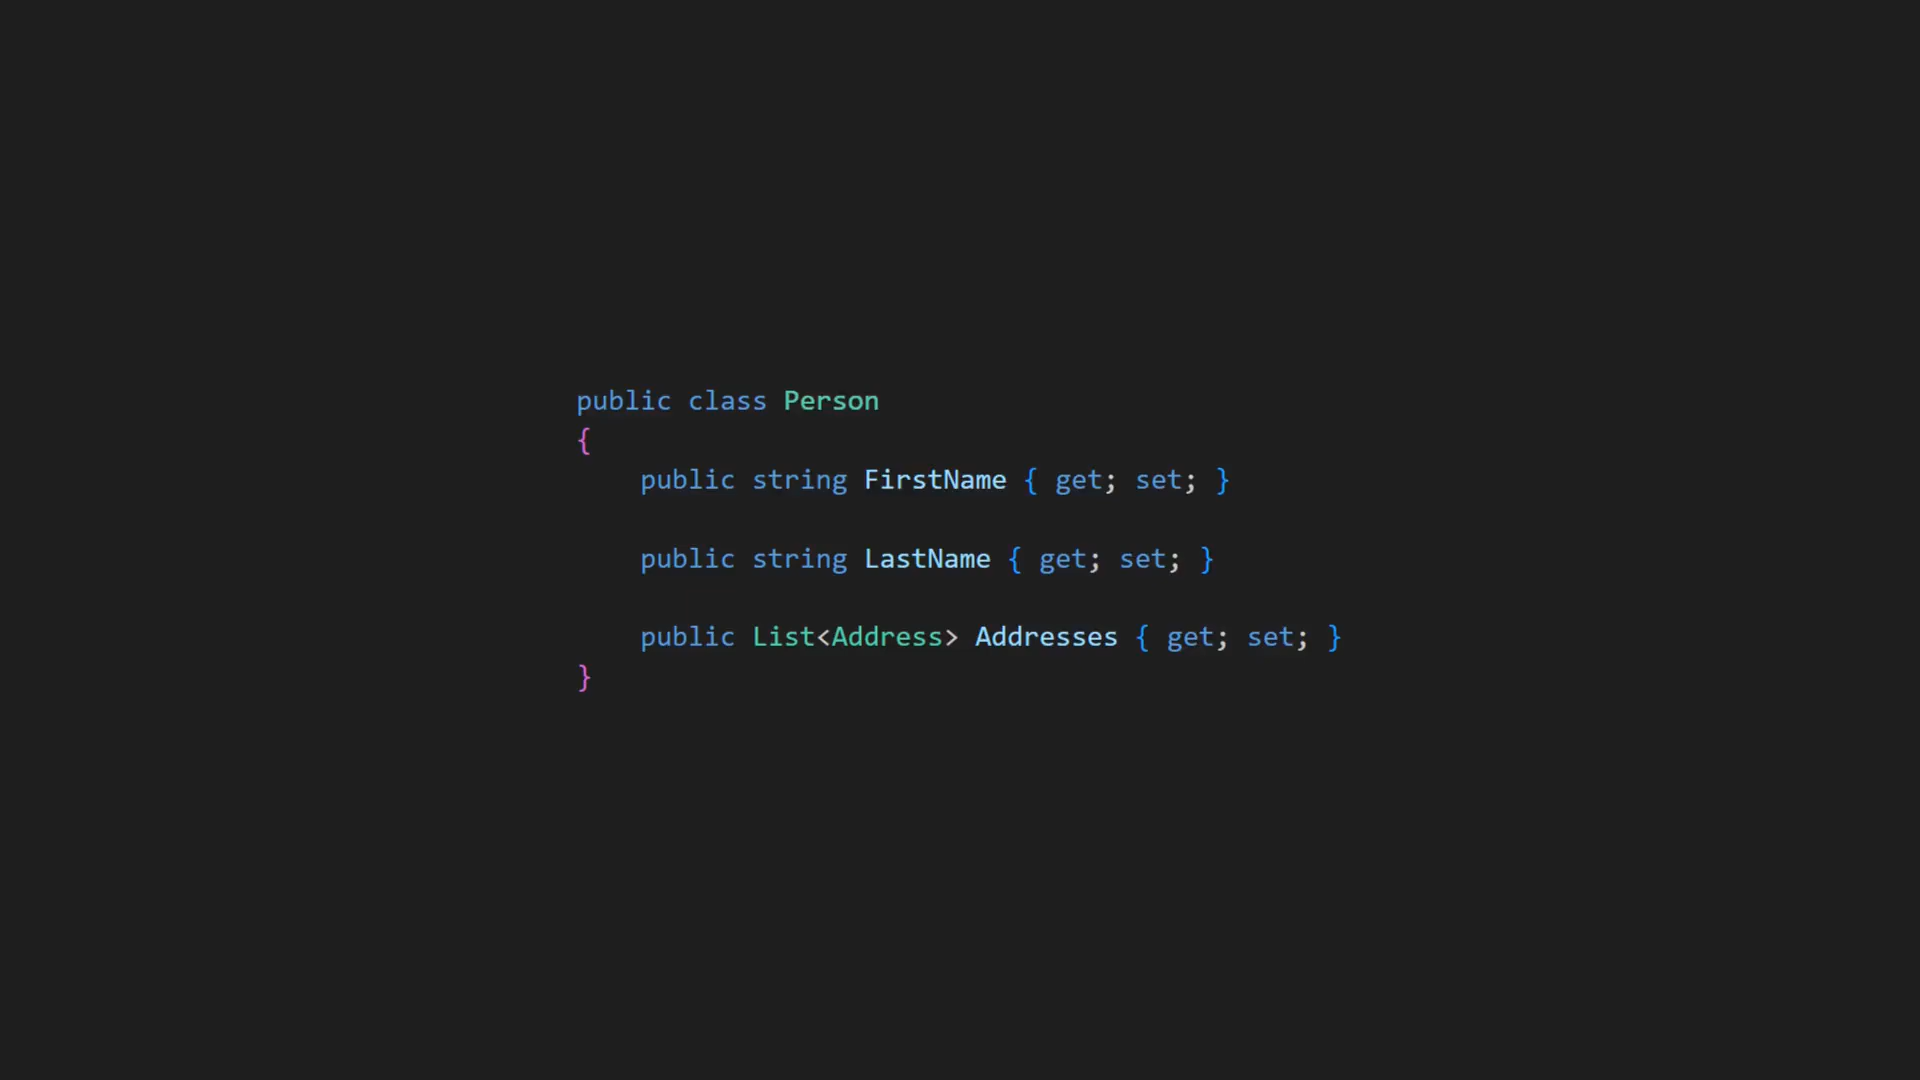 public class Person
{
    public string FirstName { get; set; }
    public string LastName { get; set; }
    public List<Address> Addresses { get; set; }
}